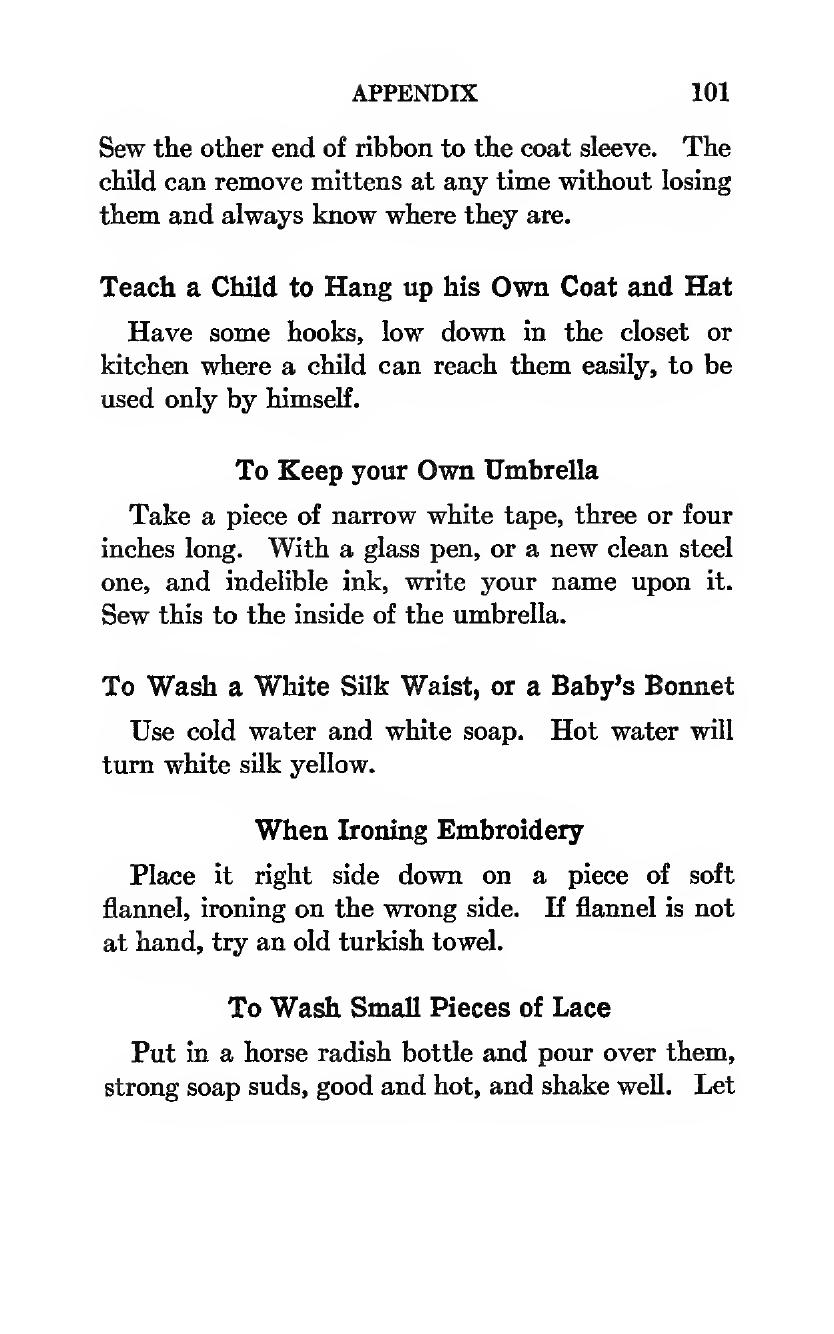 APPENDIX 101
Sew the other end of ribbon to the coat sleeve. The
child can remove mittens at any time without losing
them and always know where they are.
Teach a Child to Hang up his Own Coat and Hat
Have some hooks, low down in the closet or
kitchen where a child can reach them easily, to be
used only by himself.
To Keep your Own Umbrella
Take a piece of narrow white tape, three or four
inches long. With a glass pen, or a new clean steel
one, and indelible ink, write your name upon it.
Sew this to the inside of the umbrella.
To Wash a White Silk Waist, or a Baby's Bonnet
Use cold water and white soap. Hot water will
turn white silk yellow.
When Ironing Embroidery
Place it right side down on a piece of soft
flannel, ironing on the wrong side. If flannel is not
at hand, try an old turkish towel.
To Wash Small Pieces of Lace
Put in a horse radish bottle and pour over them,
strong soap suds, good and hot, and shake well. Let